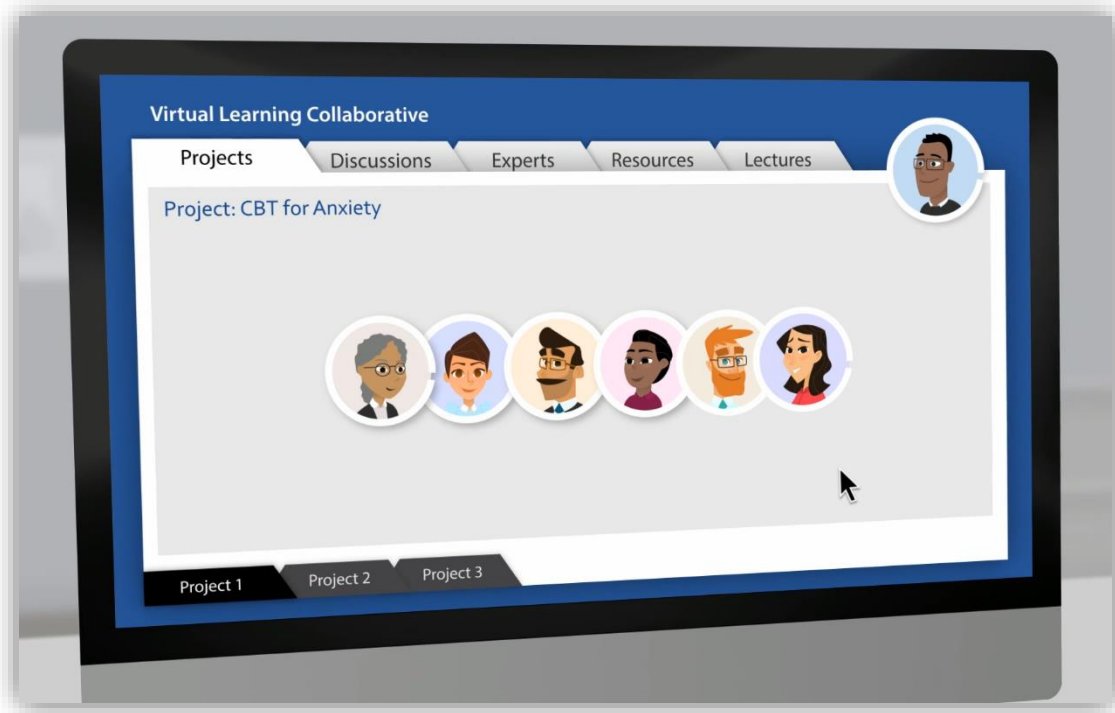 Virtual Learning Collaborative
Projects Discussions Experts Resources Lectures
Project: CBT for Anxiety
Project 1 Project 2 Project 3